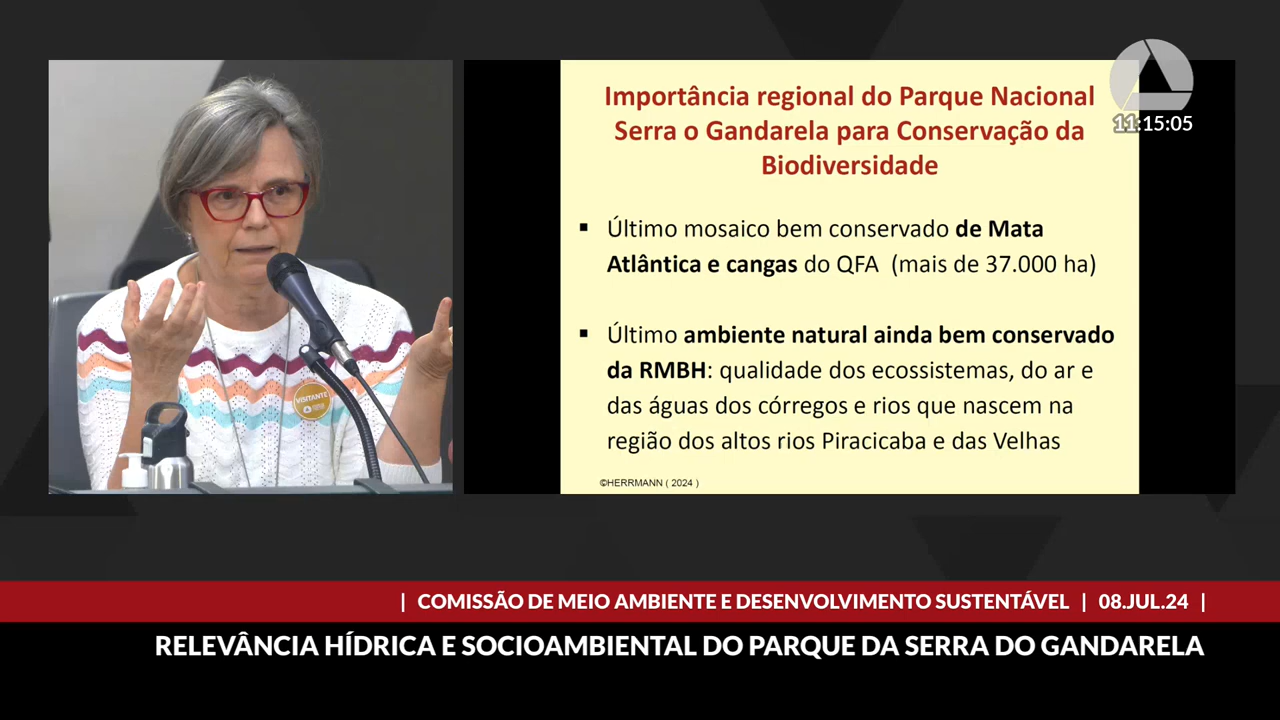 Importância regional do Parque Nacional
Serra o Gandarela para Conservação da
Biodiversidade
11:15:05
▪ Último mosaico bem conservado de Mata
Atlântica e cangas do QFA (mais de 37.000 ha)
▪ Último ambiente natural ainda bem conservado
da RMBH: qualidade dos ecossistemas, do ar e
das águas dos córregos e rios que nascem na
região dos altos rios Piracicaba e das Velhas
©HERRMANN ( 2024 )
VISITANTE
| COMISSÃO DE MEIO AMBIENTE E DESENVOLVIMENTO SUSTENTÁVEL | 08.JUL.24 |
RELEVÂNCIA HÍDRICA E SOCIOAMBIENTAL DO PARQUE DA SERRA DO GANDARELA